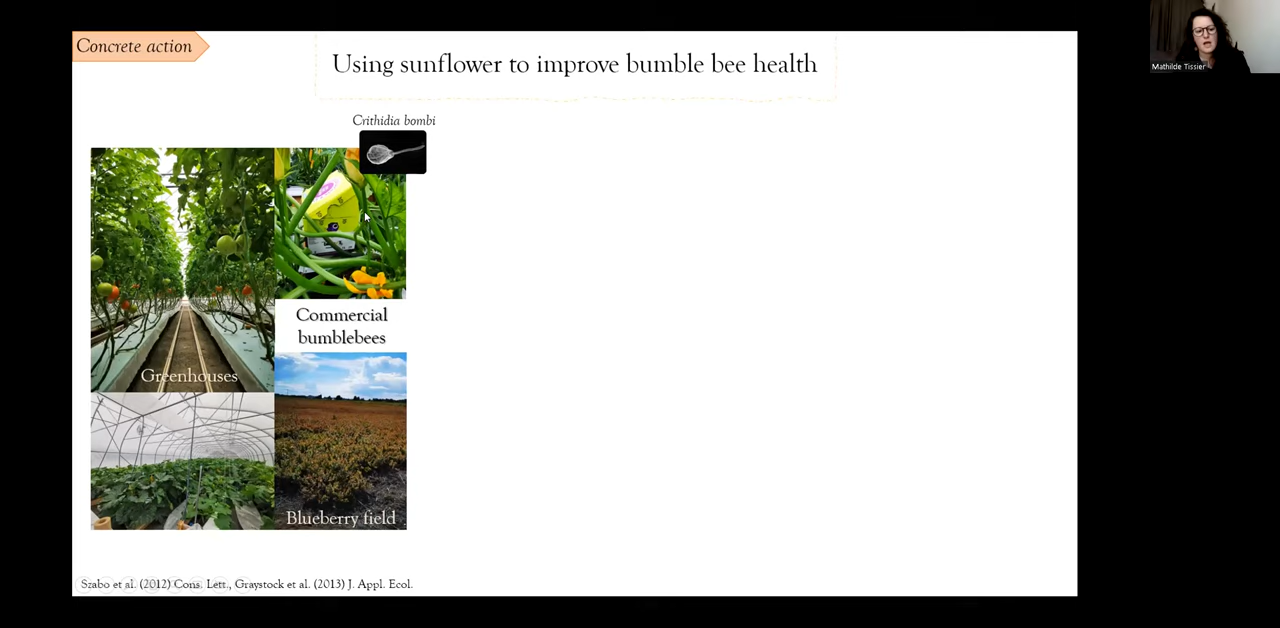 Concrete action
Using sunflower to improve bumble bee health
Mathilde Tissier
Crithidia bombi
Commercial
bumblebees
Greenhouses
Blueberry field
Szabo et al. (2012) Cons. Lett., Graystock et al. (2013) J. Appl. Ecol.